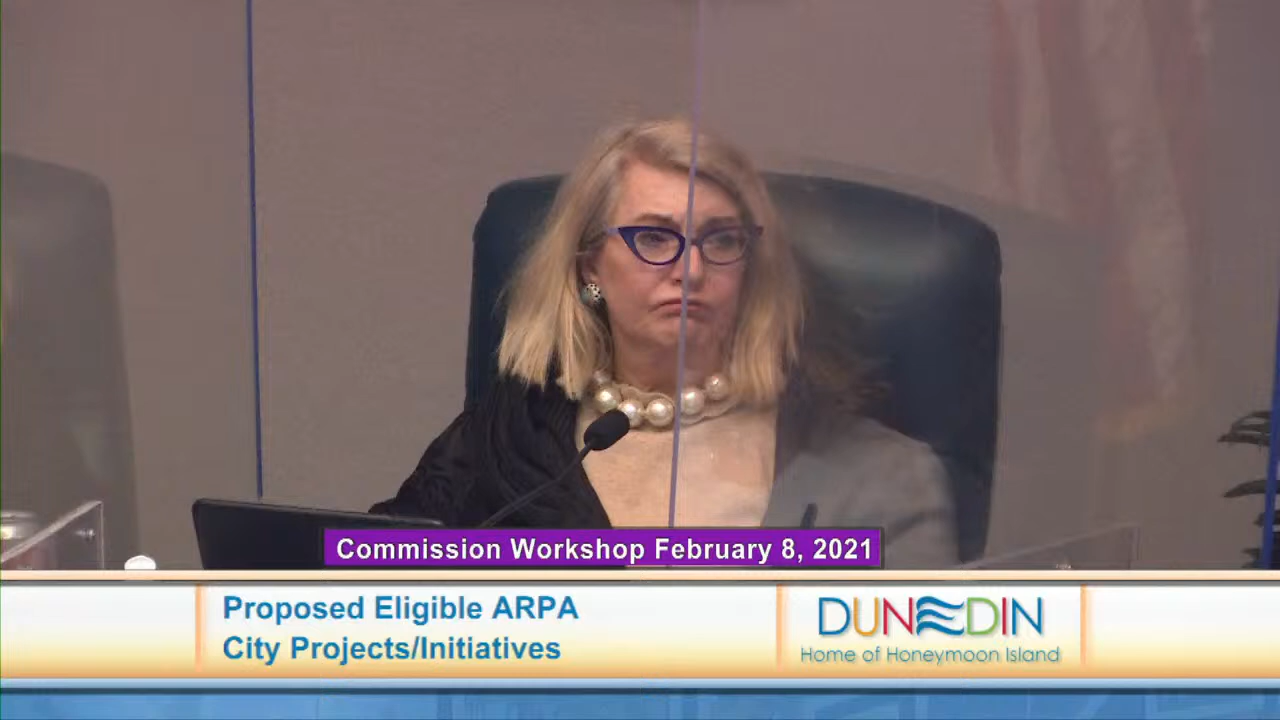 Commission Workshop February 8, 2021
Proposed Eligible ARPA
City Projects/Initiatives
DUNEDIN
Home of Honeymoon Island